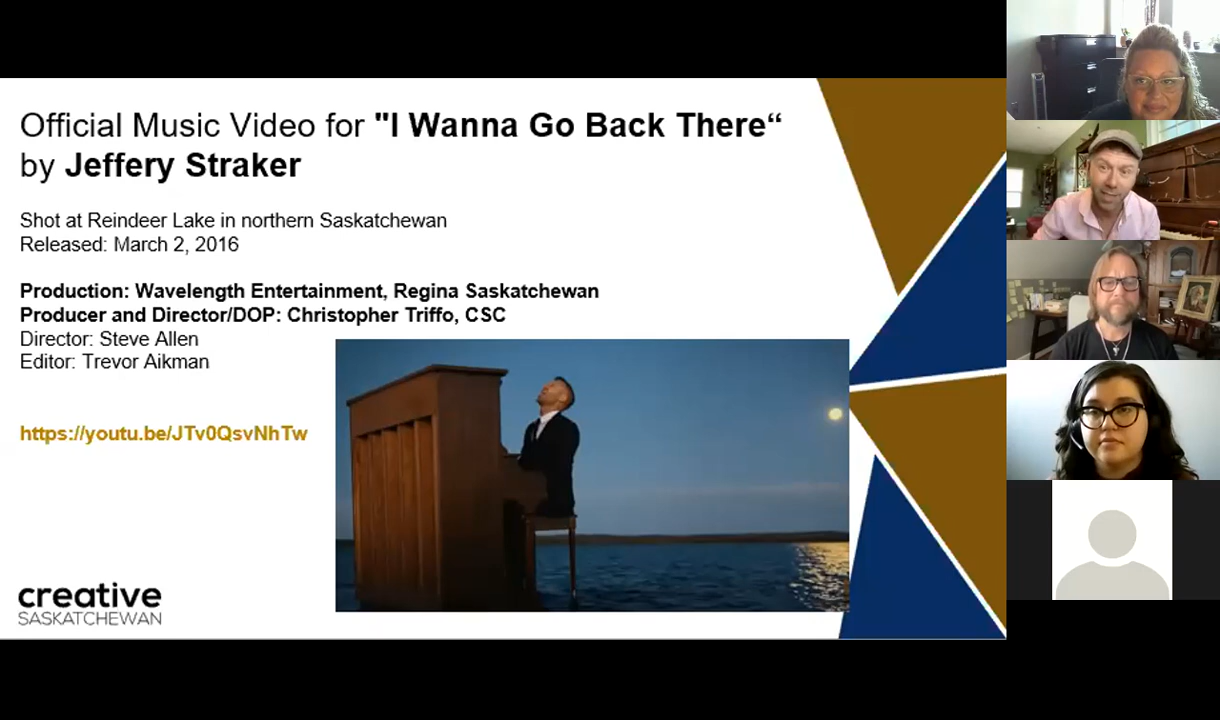 Official Music Video for "I Wanna Go Back There“
by Jeffery Straker
Shot at Reindeer Lake in northern Saskatchewan
Released: March 2, 2016
Production: Wavelength Entertainment, Regina Saskatchewan
Producer and Director/DOP: Christopher Triffo, CSC
Director: Steve Allen
Editor: Trevor Aikman
https://youtu.be/JTv0QsvNhTw
creative
SASKATCHEWAN